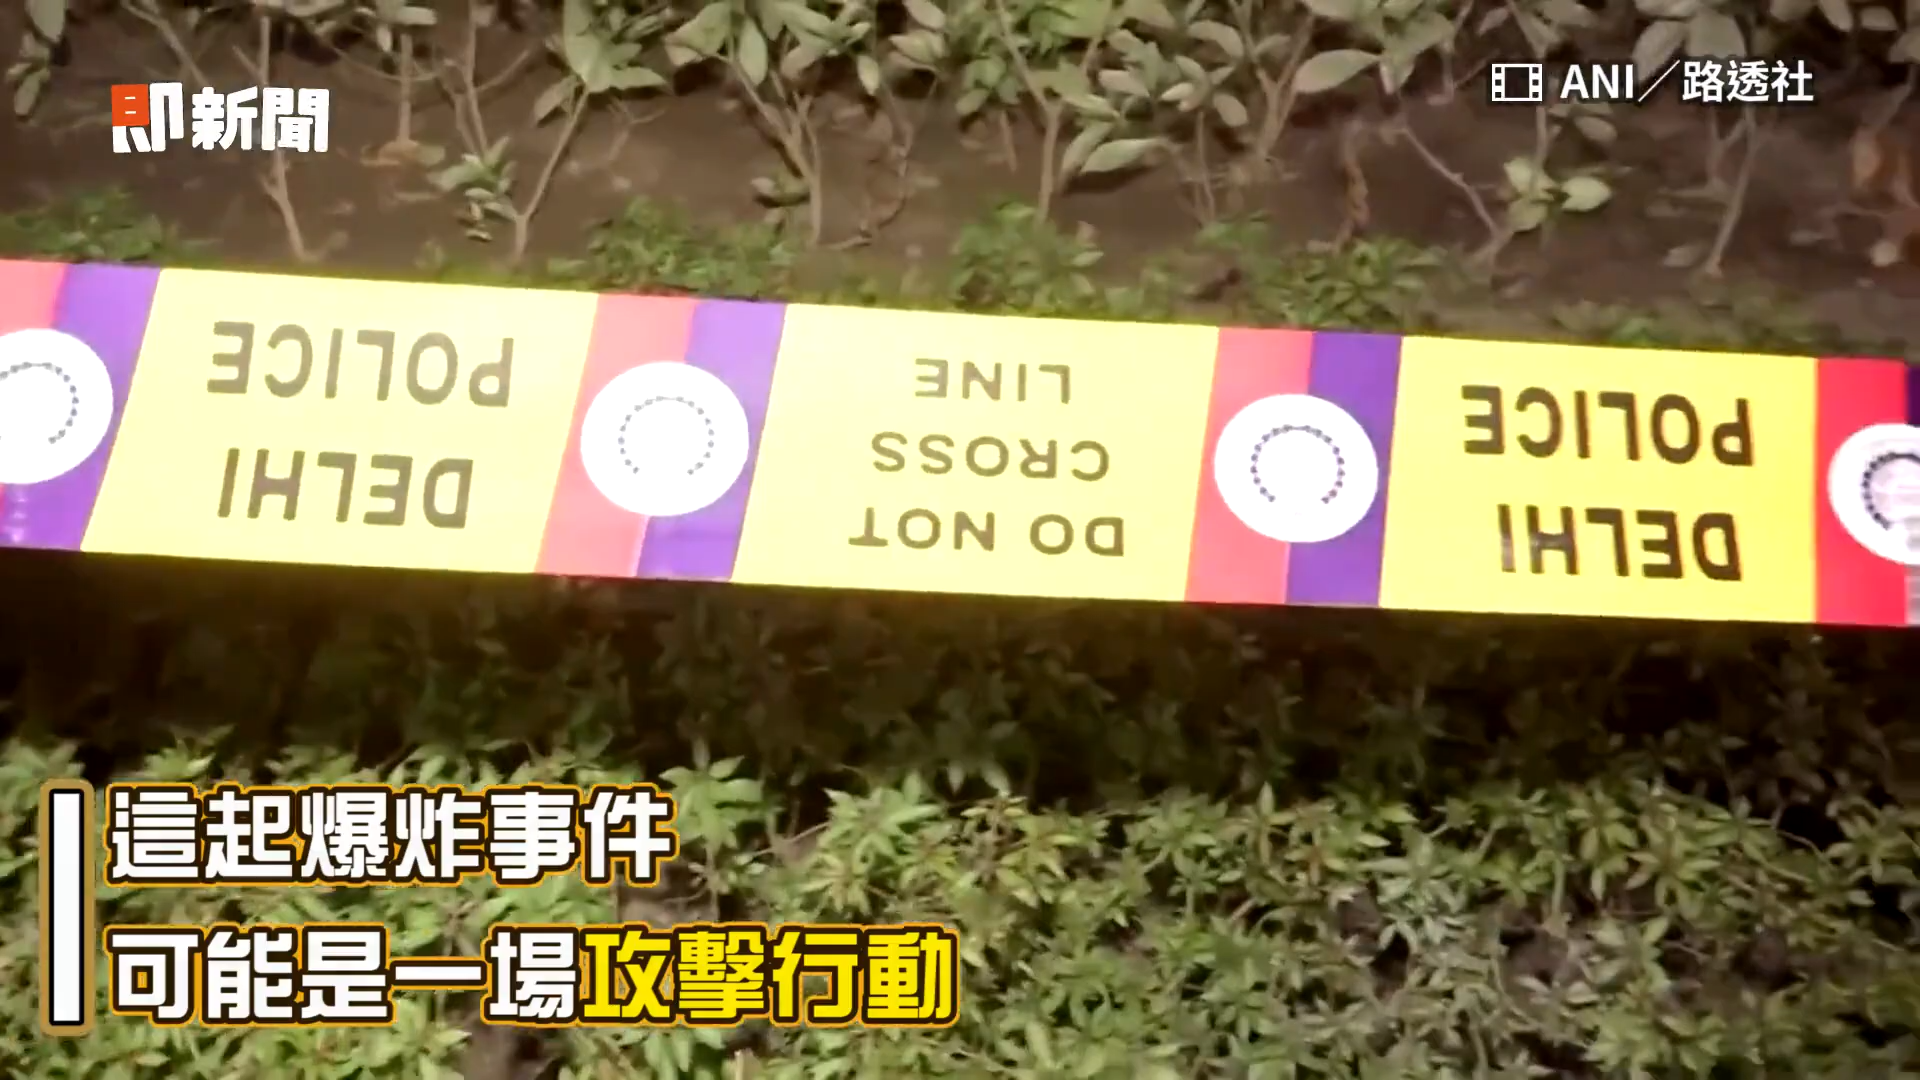 即新聞
ANI／路透社
DELHI
POLICE
DO NOT
CROSS
LINE
DELHI
POLICE
這起爆炸事件
可能是一場攻擊行動